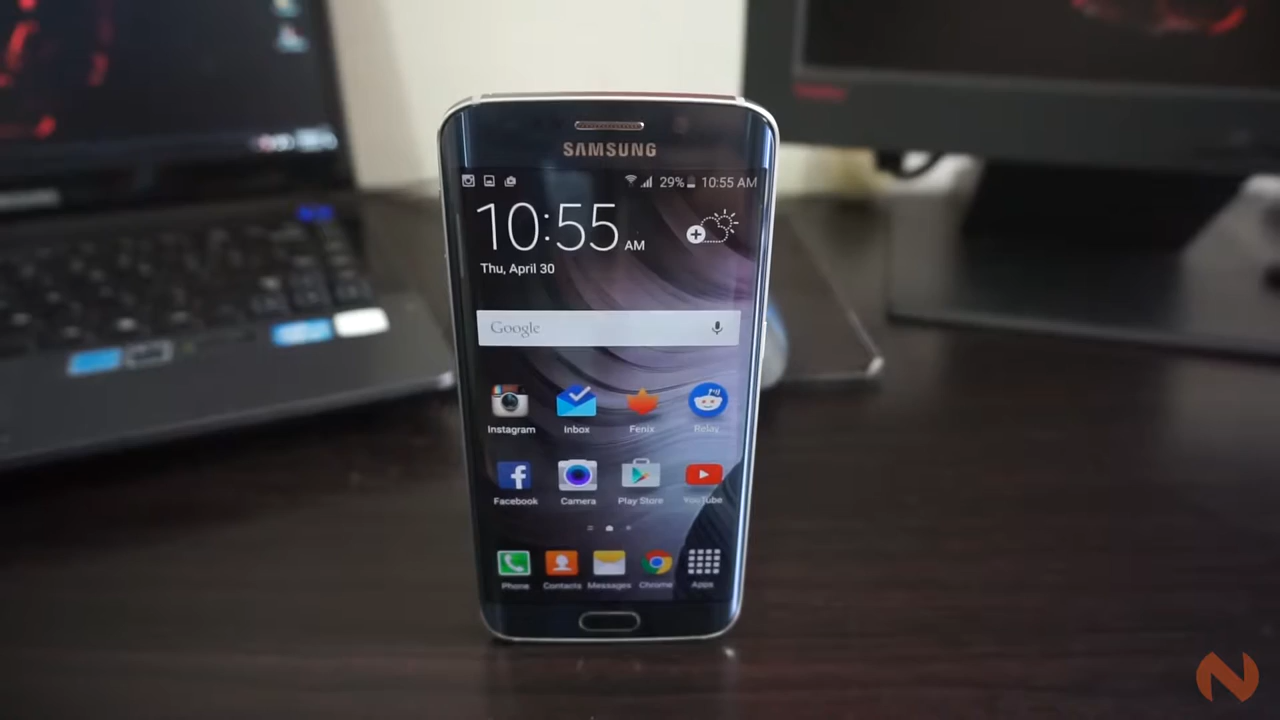 SAMSUNG
29% 10:55 AM
10:55 AM
Thu, April 30
Google
Instagram Inbox Fenix Relay
Facebook Camera Play Store YouTube
Phone Contacts Messages Chrome Apps